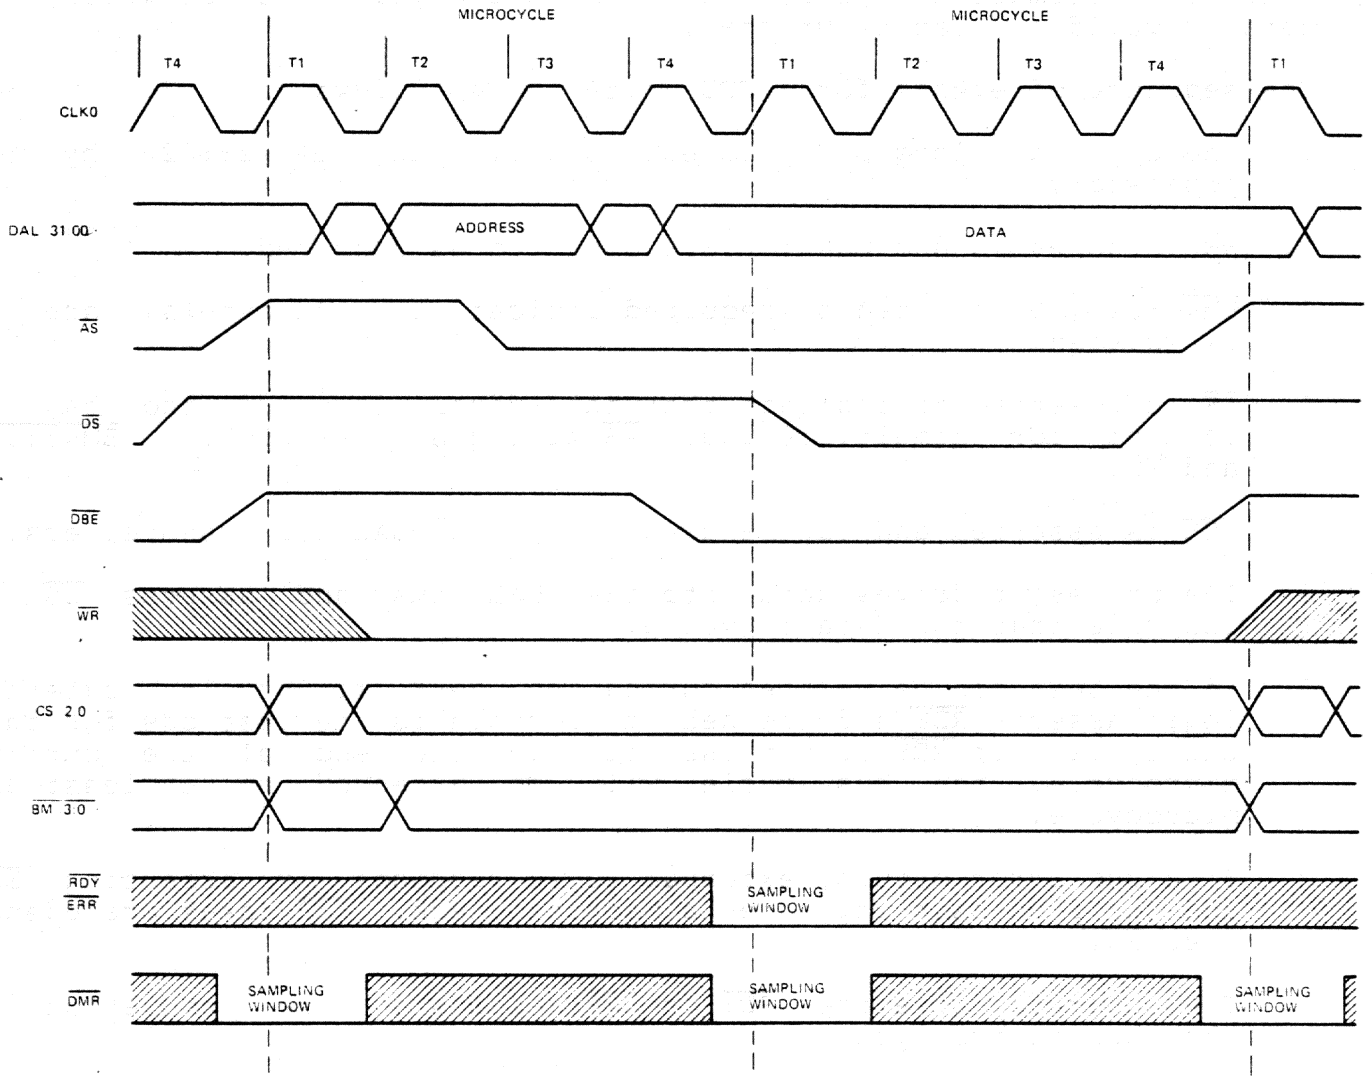 MICROCYCLE MICROCYCLE
T4 T1 T2 T3 T4 T1 T2 T3 T4 T1
CLK0
DAL 31 00
ADDRESS
DATA
AS
DS
DBE
WR
CS 2 0
BM 3 0
RDY
ERR
SAMPLING
WINDOW
DMR
SAMPLING
WINDOW
SAMPLING
WINDOW
SAMPLING
WINDOW